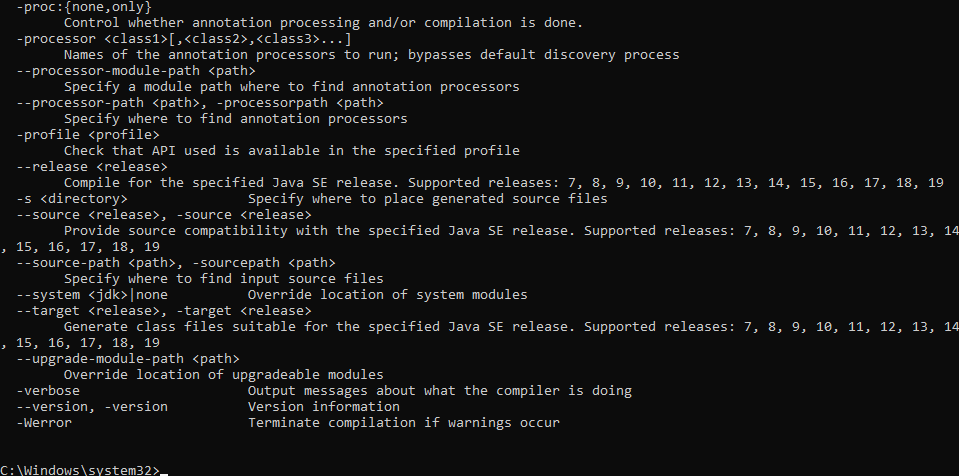 -proc:{none,only}
Control whether annotation processing and/or compilation is done.
-processor <class1>[,<class2>,<class3>...]
Names of the annotation processors to run; bypasses default discovery process
--processor-module-path <path>
Specify a module path where to find annotation processors
--processor-path <path>, -processorpath <path>
Specify where to find annotation processors
-profile <profile>
Check that API used is available in the specified profile
--release <release>
Compile for the specified Java SE release. Supported releases: 7, 8, 9, 10, 11, 12, 13, 14, 15, 16, 17, 18, 19
-s <directory> Specify where to place generated source files
--source <release>, -source <release>
Provide source compatibility with the specified Java SE release. Supported releases: 7, 8, 9, 10, 11, 12, 13, 14
, 15, 16, 17, 18, 19
--source-path <path>, -sourcepath <path>
Specify where to find input source files
--system <jdk>|none Override location of system modules
--target <release>, -target <release>
Generate class files suitable for the specified Java SE release. Supported releases: 7, 8, 9, 10, 11, 12, 13, 14
, 15, 16, 17, 18, 19
--upgrade-module-path <path>
Override location of upgradeable modules
-verbose Output messages about what the compiler is doing
--version, -version Version information
-Werror Terminate compilation if warnings occur
C:\Windows\system32>_